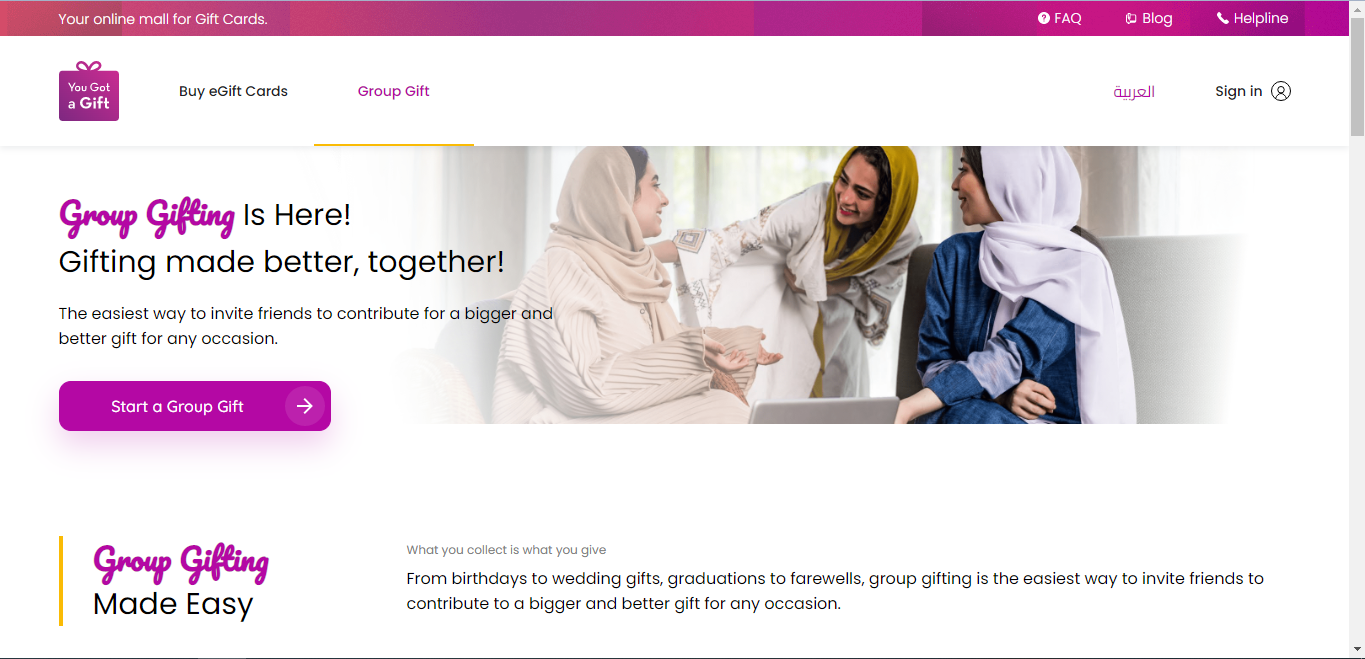 Your online mall for Gift Cards.
FAQ
Blog
Helpline
You Got
a Gift
Buy eGift Cards
Group Gift
العربية
Sign in
Group Gifting Is Here!
Gifting made better, together!
The easiest way to invite friends to contribute for a bigger and
better gift for any occasion.
Start a Group Gift
Group Gifting
Made Easy
What you collect is what you give
From birthdays to wedding gifts, graduations to farewells, group gifting is the easiest way to invite friends to
contribute to a bigger and better gift for any occasion.